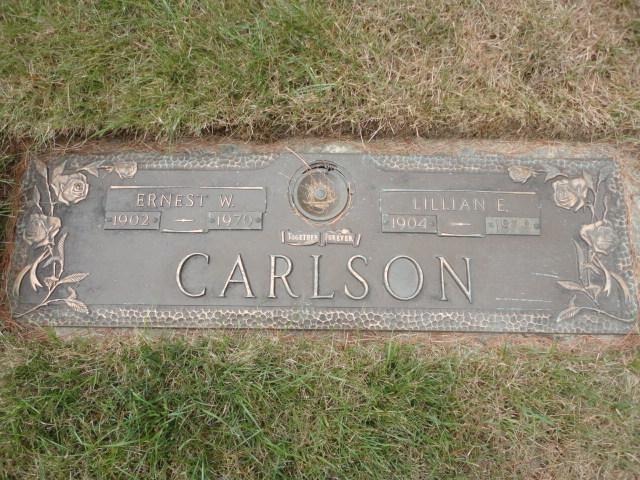 ERNEST W.
1902 — 1970
LILLIAN E.
1904 —
TOGETHER FOREVER
CARLSON